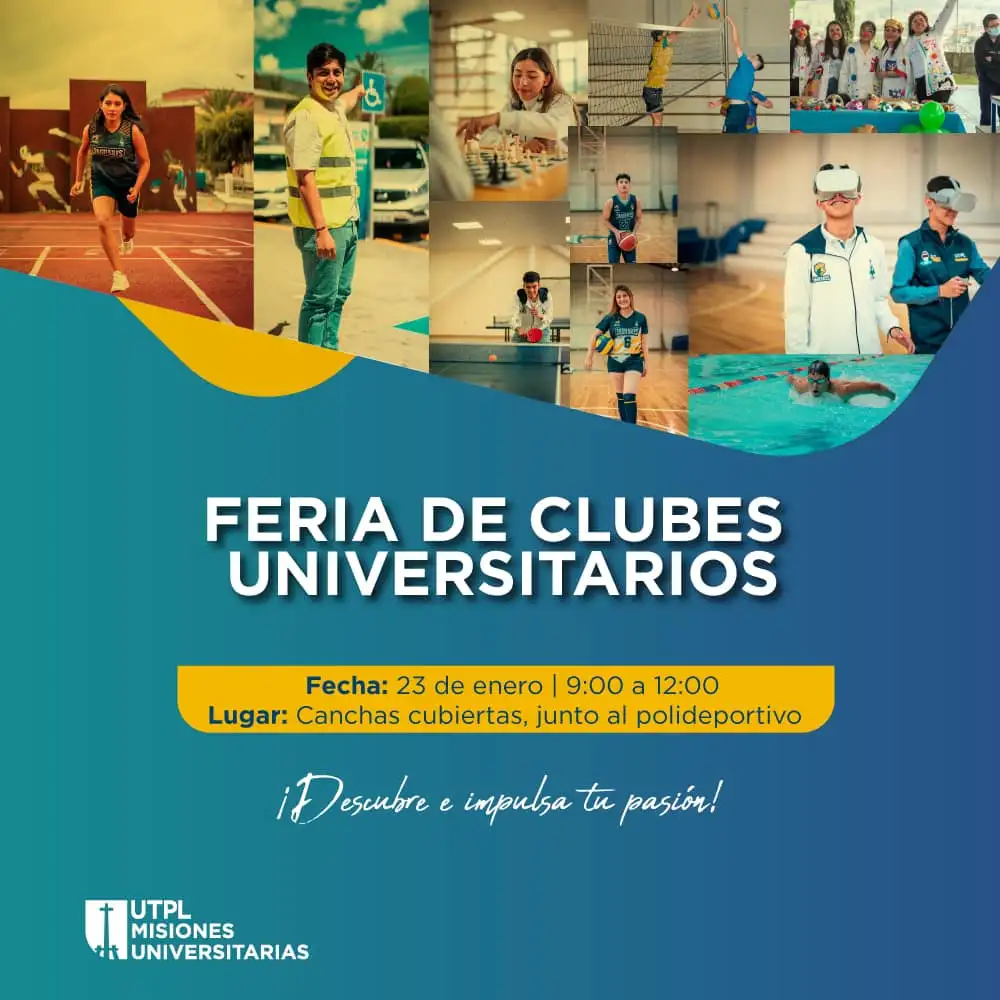 FERIA DE CLUBES
UNIVERSITARIOS
Fecha: 23 de enero | 9:00 a 12:00
Lugar: Canchas cubiertas, junto al polideportivo
¡Descubre e impulsa tu pasión!
UTPL
MISIONES
UNIVERSITARIAS